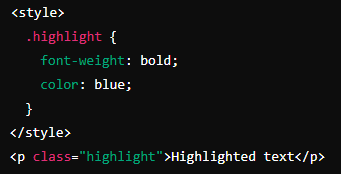 <style>
  .highlight {
    font-weight: bold;
    color: blue;
  }
</style>
<p class="highlight">Highlighted text</p>